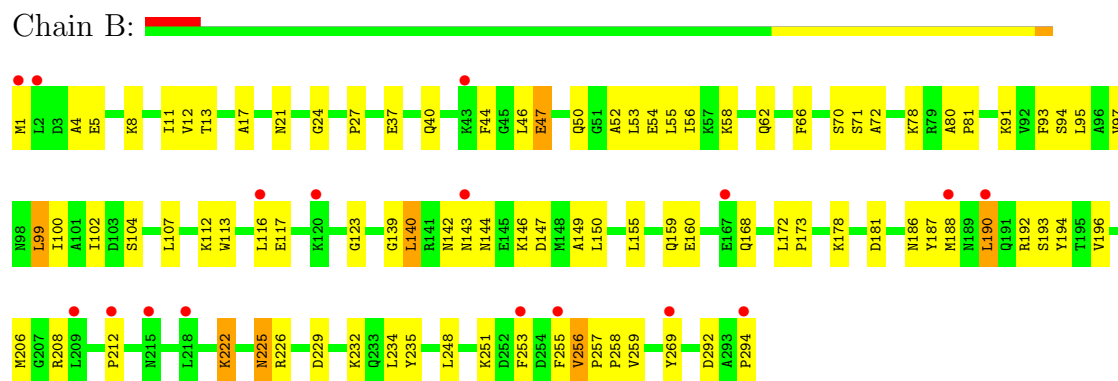 Chain B:
M1 L2 D3 A4 E5 K8 I11 V12 T13 A17 N21 G24 P27 E37 Q40 K43 F44 G45 L46 E47 Q50 G51 A52 L53 E54 L55 I56 K57 K58 Q62 F66 S70 S71 A72 K78 R79 A80 P81 K91 V92 F93 S94 L95 A96 V97
N98 L99 I100 A101 I102 D103 S104 L107 K112 W113 L116 E117 K120 G123 G139 L140 R141 N142 N143 N144 E145 K146 D147 M148 A149 L150 L155 Q159 E160 E167 Q168 L172 P173 K178 D181 N186 Y187 M188 N189 L190 Q191 R192 S193 Y194 T195 V196
M206 G207 R208 L209 P212 N215 L218 K222 N225 R226 D229 K232 Q233 L234 Y235 L248 K251 D252 F253 D254 F255 V256 P257 P258 V259 Y269 D292 A293 P294